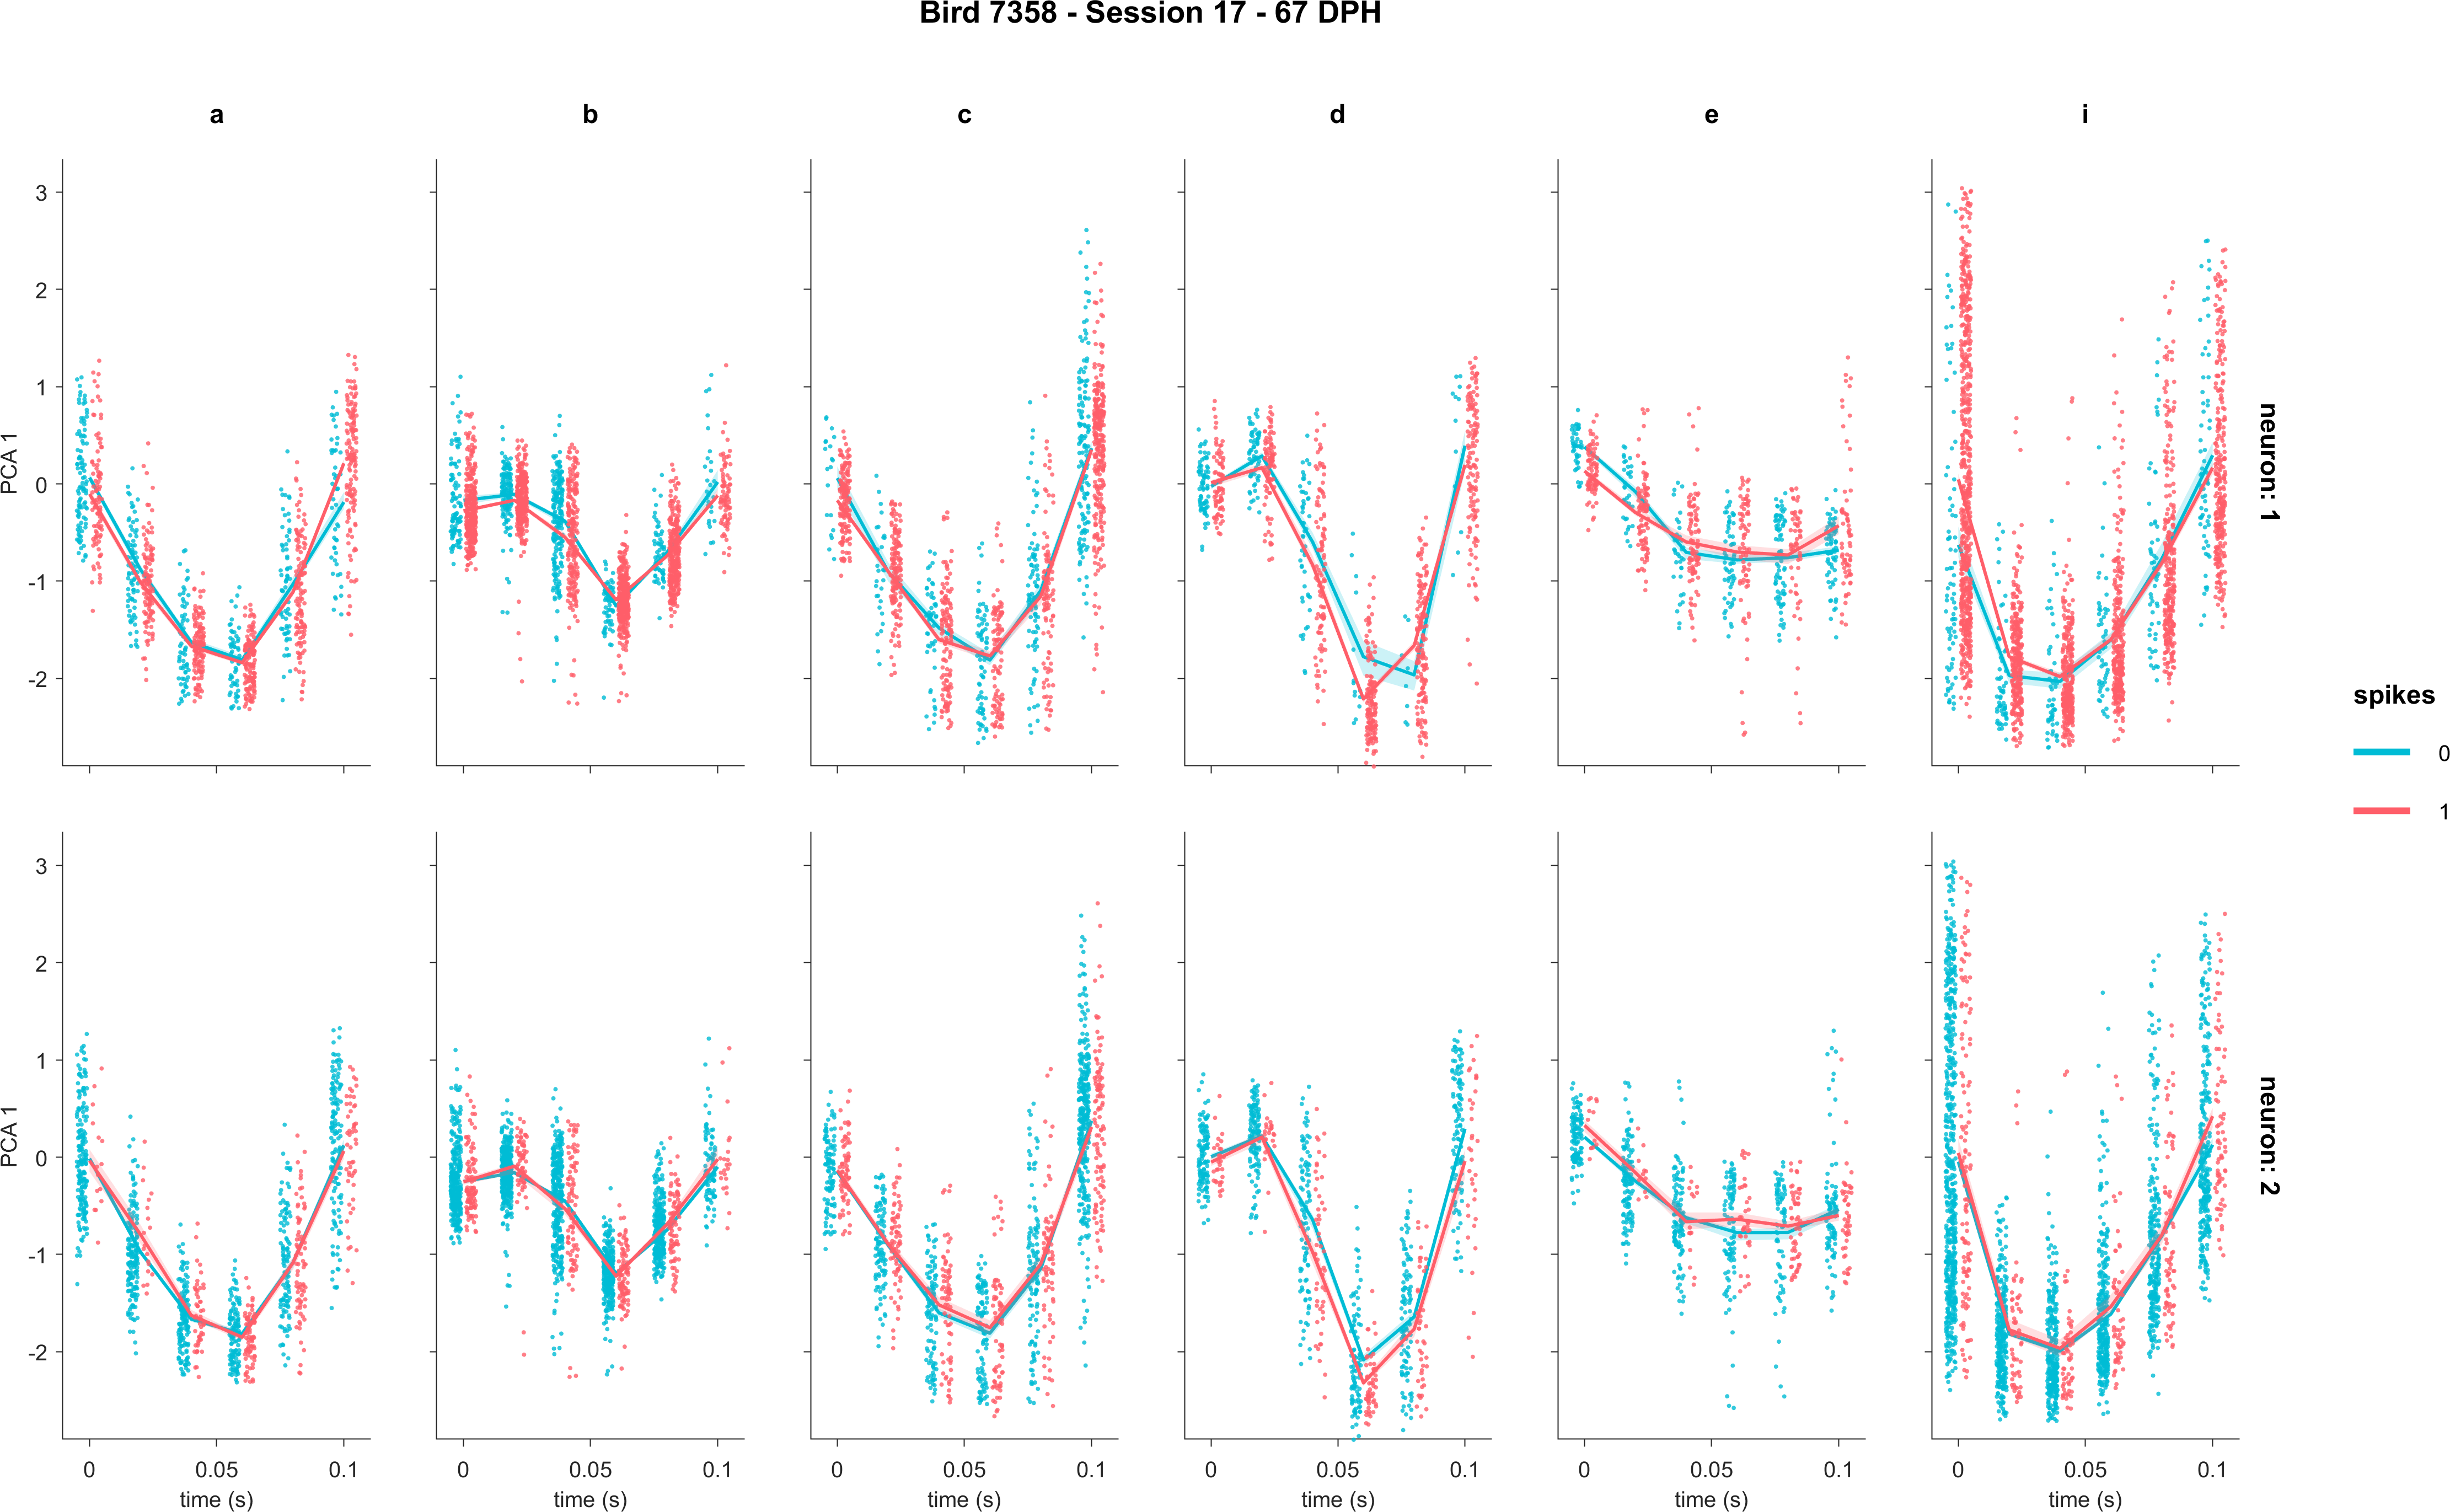 Bird 7358 - Session 17 - 67 DPH
a b c d e i
3
2
1
0
-1
-2
PCA 1
neuron: 1
spikes
0
1
3
2
1
0
-1
-2
PCA 1
neuron: 2
0 0.05 0.1 0 0.05 0.1 0 0.05 0.1 0 0.05 0.1 0 0.05 0.1 0 0.05 0.1
time (s) time (s) time (s) time (s) time (s) time (s)